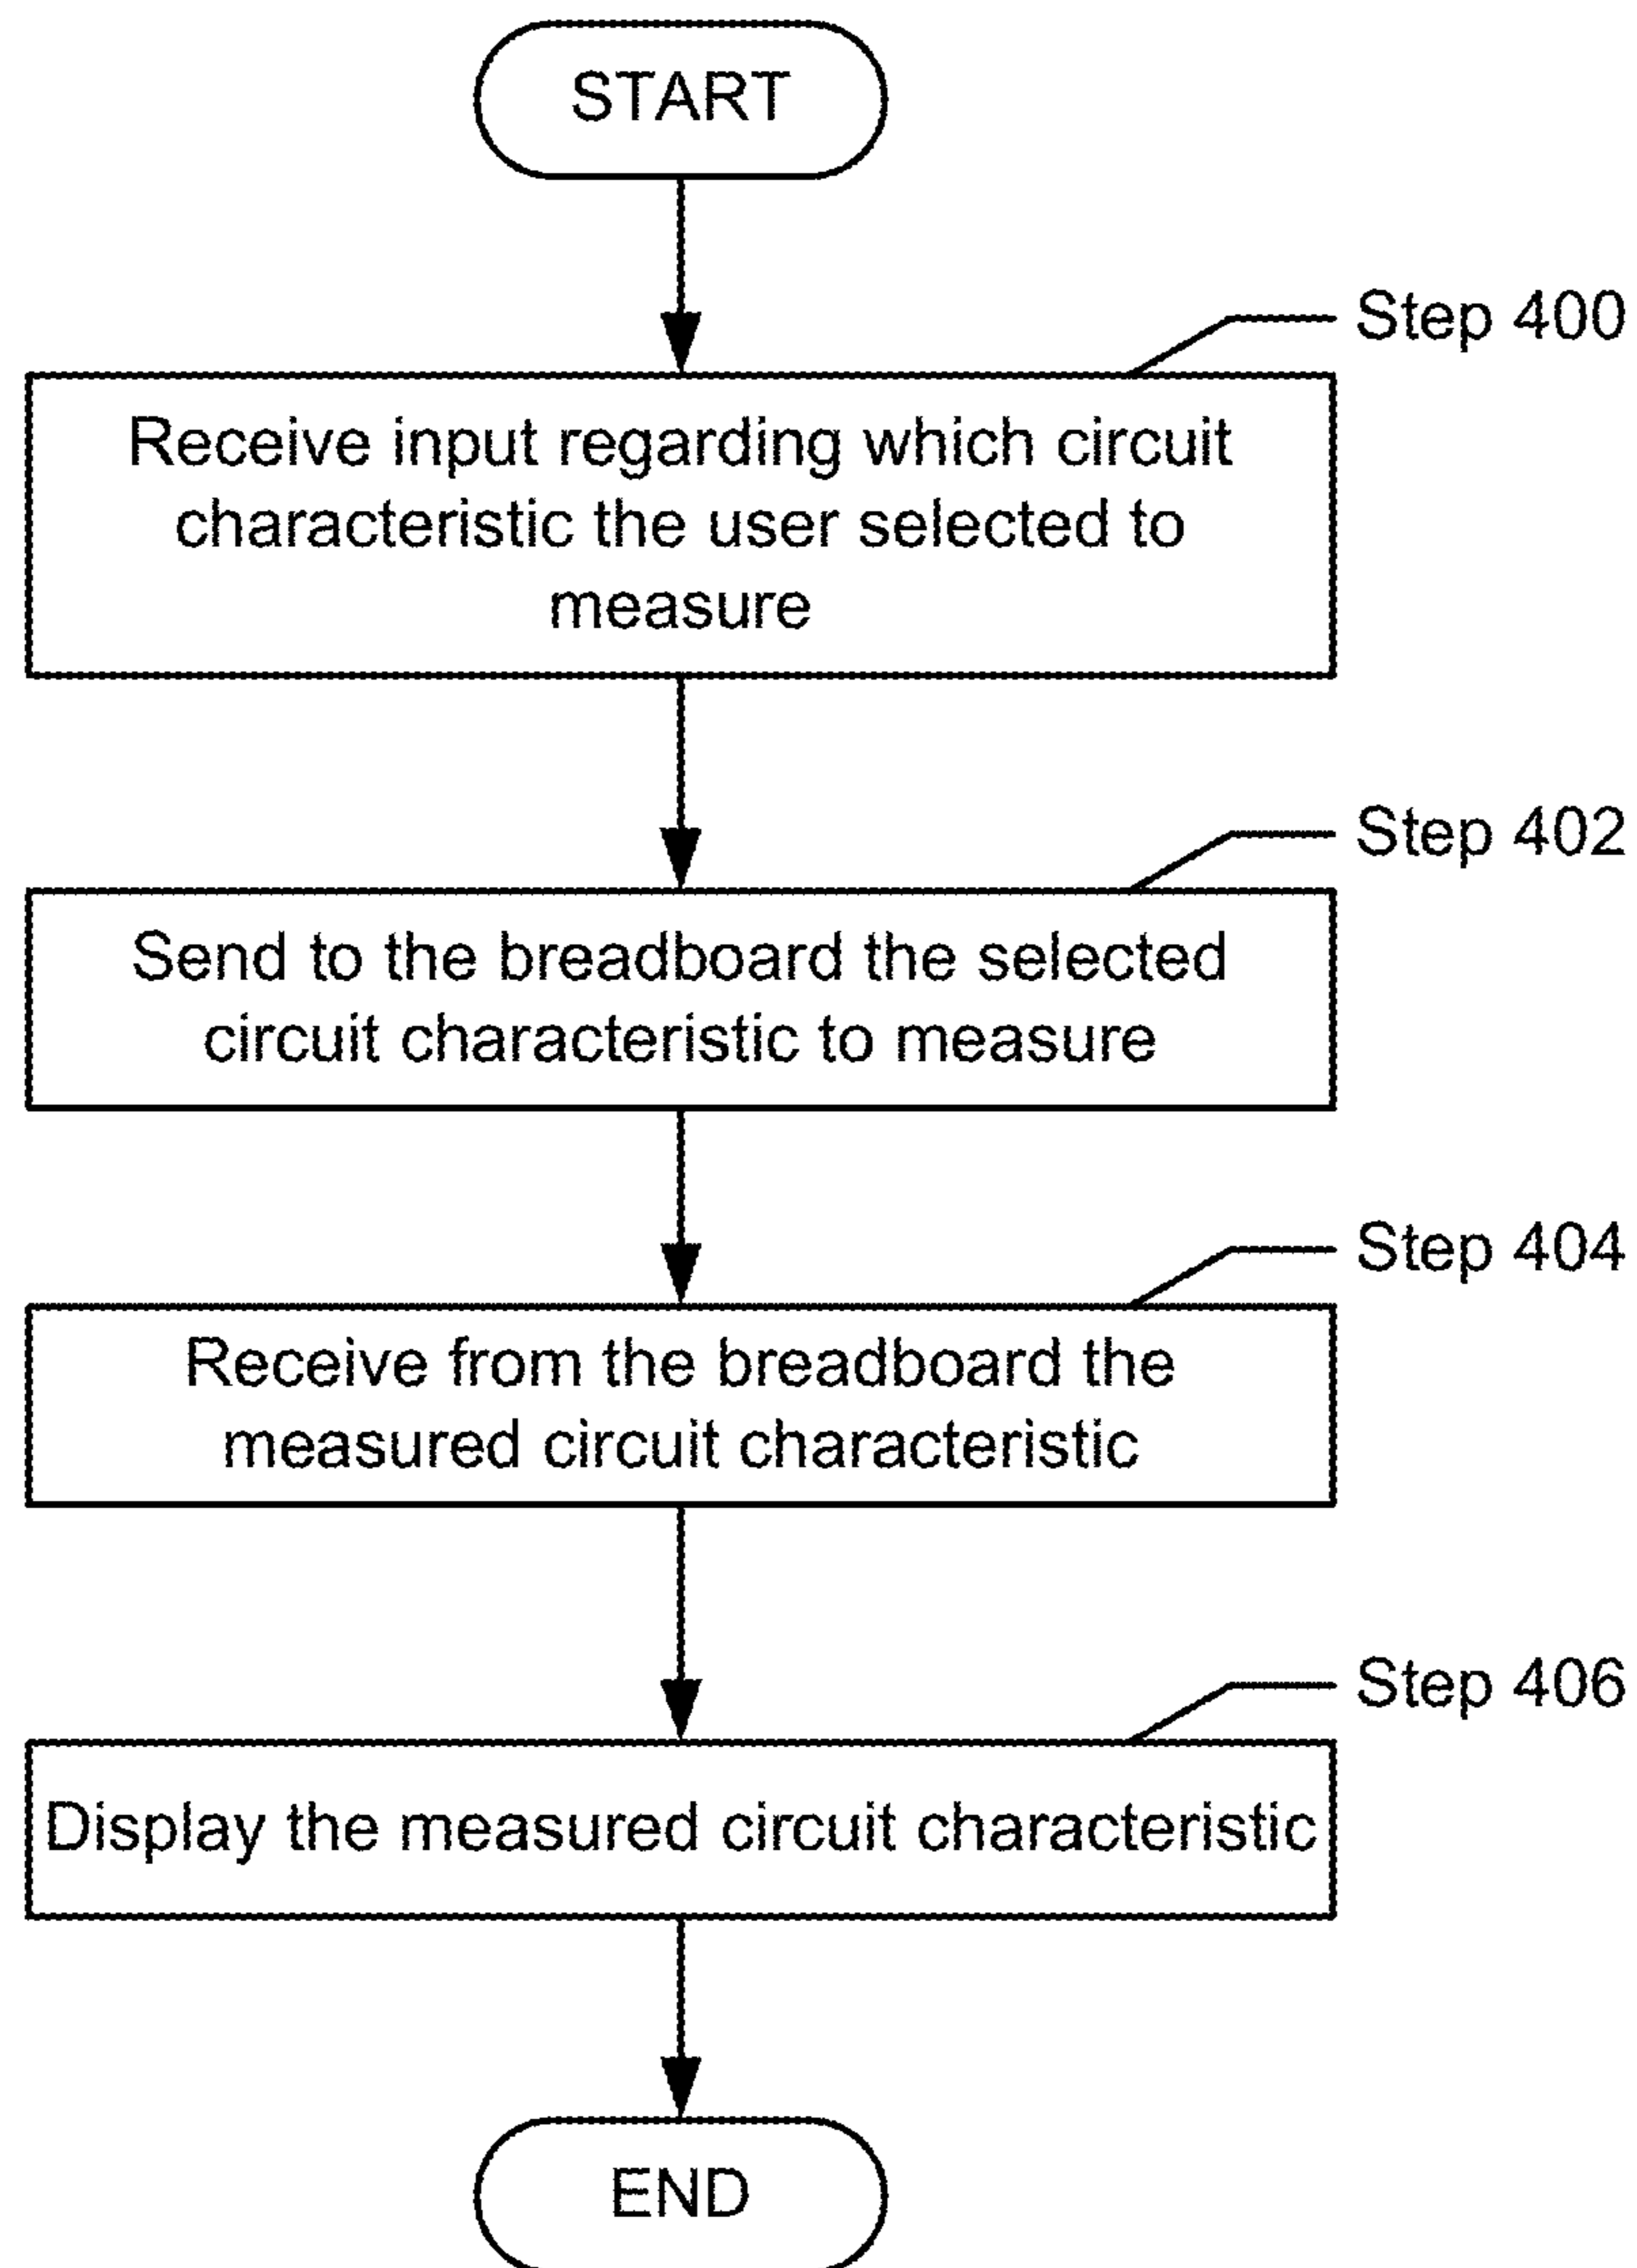 START
Step 400
Receive input regarding which circuit
characteristic the user selected to
measure
Step 402
Send to the breadboard the selected
circuit characteristic to measure
Step 404
Receive from the breadboard the
measured circuit characteristic
Step 406
Display the measured circuit characteristic
END